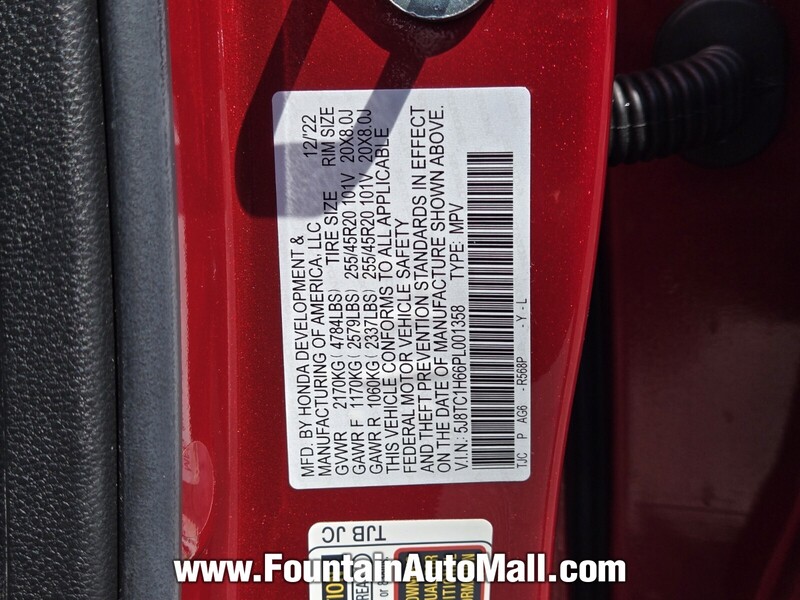 MFD. BY HONDA DEVELOPMENT &
MANUFACTURING OF AMERICA, LLC 12/'22
TIRE SIZE RIM SIZE
GVWR 2170KG ( 4784LBS)
GAWR F 1170KG ( 2579LBS) 255/45R20 101V 20X8.0J
GAWR R 1060KG ( 2337LBS) 255/45R20 101V 20X8.0J
THIS VEHICLE CONFORMS TO ALL APPLICABLE
FEDERAL MOTOR VEHICLE SAFETY
AND THEFT PREVENTION STANDARDS IN EFFECT
ON THE DATE OF MANUFACTURE SHOWN ABOVE.
V.I.N.: 5J8TC1H66PL001358 TYPE: MPV
TJC P AG6 - R568P - Y - L
TJB JC
www.FountainAutoMall.com